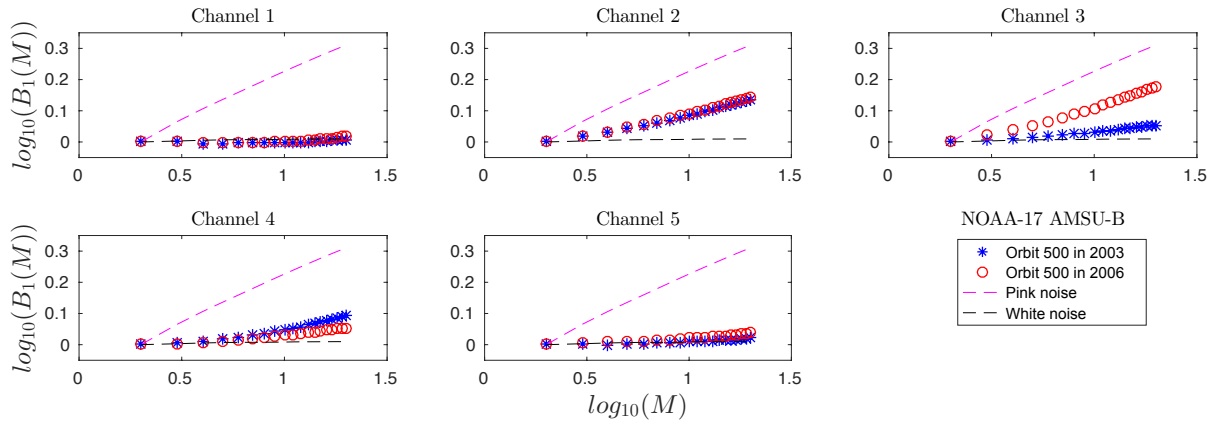 Channel 1
Channel 2
Channel 3
log10(B1(M))
0.3
0.2
0.1
0
0 0.5 1 1.5
0.3
0.2
0.1
0
0 0.5 1 1.5
0.3
0.2
0.1
0
0 0.5 1 1.5
Channel 4
Channel 5
NOAA-17 AMSU-B
log10(B1(M))
0.3
0.2
0.1
0
0 0.5 1 1.5
0.3
0.2
0.1
0
0 0.5 1 1.5
log10(M)
Orbit 500 in 2003
Orbit 500 in 2006
Pink noise
White noise